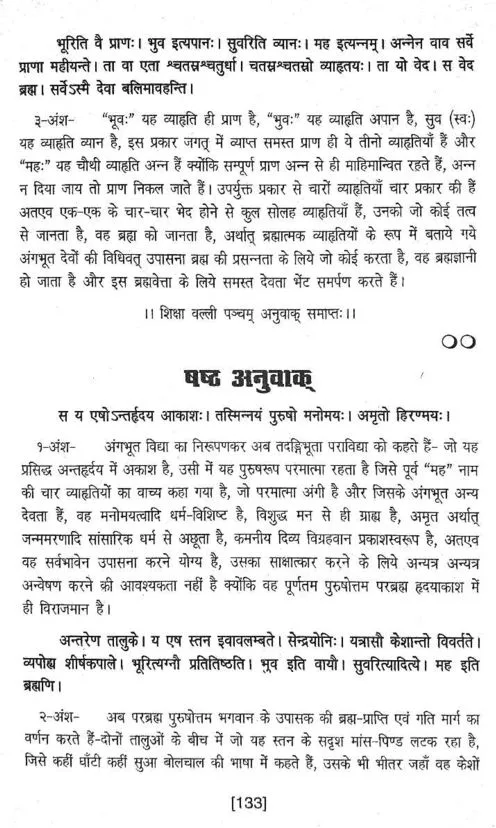 भूरिति वै प्राणः। भुव इत्यपानः। सुवरिति व्यानः। मह इत्यन्नम्। अन्नेन वाव सर्वे
प्राणा महीयन्ते। ता वा एता श्चतस्रश्चतुर्धा। चतस्रश्चतस्रो व्याहृतयः। ता यो वेद। स वेद
ब्रह्म। सर्वेऽस्मै देवा बलिमावहन्ति।
३-अंश- "भूवः" यह व्याहृति ही प्राण है, "भुवः" यह व्याहृति अपान है, सुव (स्वः)
यह व्याहृति व्यान है, इस प्रकार जगत् में व्याप्त समस्त प्राण ही ये तीनो व्याहृतियाँ हैं और
"महः" यह चौथी व्याहृति अन्न हैं क्योंकि सम्पूर्ण प्राण अन्न से ही माहिमान्वित रहते हैं, अन्न
न दिया जाय तो प्राण निकल जाते हैं। उपर्युक्त प्रकार से चारों व्याहृतियाँ चार प्रकार की हैं
अतएव एक-एक के चार-चार भेद होने से कुल सोलह व्याहृतियाँ हैं, उनको जो कोई तत्व
से जानता है, वह ब्रह्म को जानता है, अर्थात् ब्रह्मात्मक व्याहृतियों के रूप में बताये गये
अंगभूत देवों की विधिवत् उपासना ब्रह्म की प्रसन्नता के लिये जो कोई करता है, वह ब्रह्मज्ञानी
हो जाता है और इस ब्रह्मवेत्ता के लिये समस्त देवता भेंट समर्पण करते हैं।
।। शिक्षा वल्ली पञ्चम् अनुवाक् समाप्तः।।
षष्ठ अनुवाक्
स य एषोऽन्तर्हृदय आकाशः। तस्मिन्नयं पुरुषो मनोमयः। अमृतो हिरण्मयः।
१-अंश- अंगभूत विद्या का निरूपणकर अब तदङ्गिभूता पराविद्या को कहते हैं- जो यह
प्रसिद्ध अन्तर्हृदय में अकाश है, उसी में यह पुरुषरूप परमात्मा रहता है जिसे पूर्व "मह" नाम
की चार व्याहृतियों का वाच्य कहा गया है, जो परमात्मा अंगी है और जिसके अंगभूत अन्य
देवता हैं, वह मनोमयत्वादि धर्म-विशिष्ट है, विशुद्ध मन से ही ग्राह्य है, अमृत अर्थात्
जन्ममरणादि सांसारिक धर्म से अछूता है, कमनीय दिव्य विग्रहवान प्रकाशस्वरूप है, अतएव
वह सर्वभावेन उपासना करने योग्य है, उसका साक्षात्कार करने के लिये अन्यत्र अन्यत्र
अन्वेषण करने की आवश्यकता नहीं है क्योंकि वह पूर्णतम पुरुषोत्तम परब्रह्म हृदयाकाश में
ही विराजमान है।
अन्तरेण तालुके। य एष स्तन इवावलम्बते। सेन्द्रयोनिः। यत्रासौ केशान्तो विवर्तते।
व्यपोह्य शीर्षकपाले। भूरित्यग्नौ प्रतितिष्ठति। भुव इति वायौ। सुवरित्यादित्ये। मह इति
ब्रह्मणि।
२-अंश- अब परब्रह्म पुरुषोत्तम भगवान के उपासक की ब्रह्म-प्राप्ति एवं गति मार्ग का
वर्णन करते हैं-दोनों तालुओं के बीच में जो यह स्तन के सदृश मांस-पिण्ड लटक रहा है,
जिसे कहीं घाँटी कहीं सुआ बोलचाल की भाषा में कहते हैं, उसके भी भीतर जहाँ वह केशों
[133]